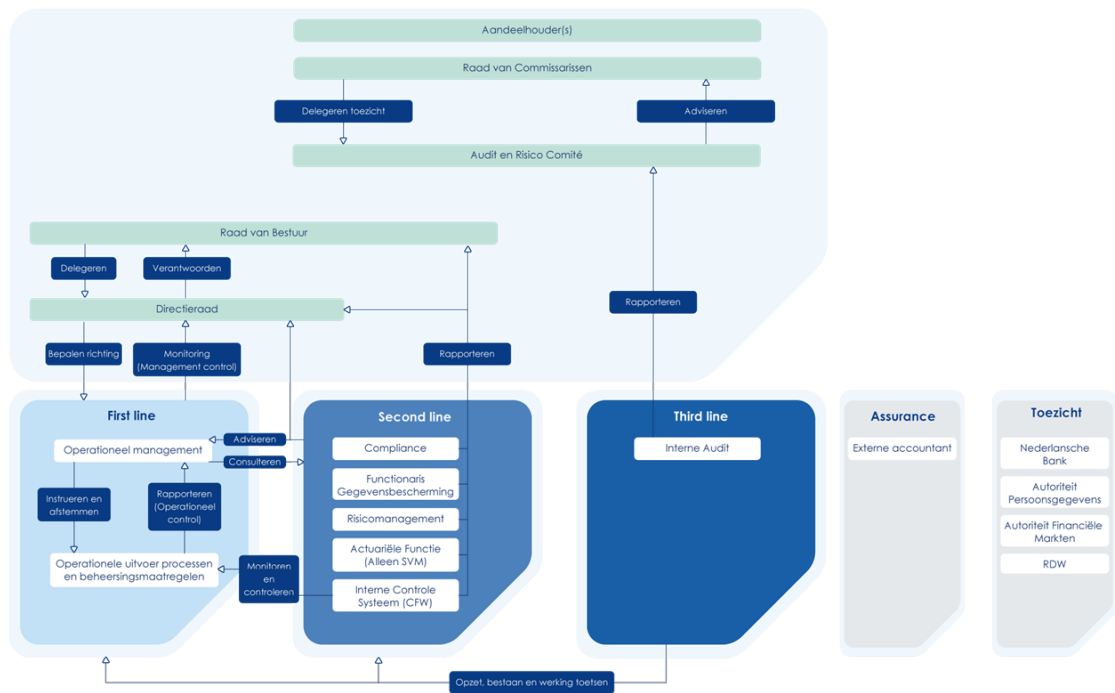 Aandeelhouder(s)
Raad van Commissarissen
Delegeren toezicht
Adviseren
Audit en Risico Comité
Raad van Bestuur
Delegeren
Verantwoorden
Directieraad
Rapporteren
Bepalen richting
Monitoring
(Management control)
Rapporteren
First line
Operationeel management
Adviseren
Consulteren
Instrueren en
afstemmen
Rapporteren
(Operationeel
control)
Operationele uitvoer processen
en beheersingsmaatregelen
Monitoren
en
controleren
Second line
Compliance
Functionaris
Gegevensbescherming
Risicomanagement
Actuariële Functie
(Alleen SVM)
Interne Controle
Systeem (CFW)
Third line
Interne Audit
Assurance
Externe accountant
Toezicht
Nederlansche
Bank
Autoriteit
Persoonsgegevens
Autoriteit Financiële
Markten
RDW
Opzet, bestaan en werking toetsen